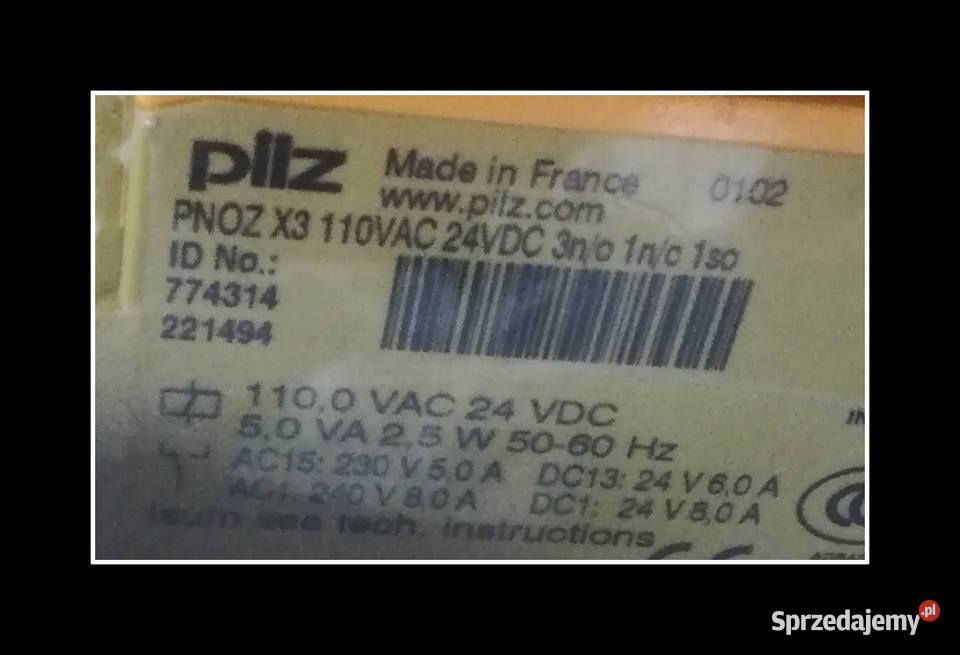 pilz Made in France 0102
www.pilz.com
PNOZ X3 110VAC 24VDC 3n/o 1n/c 1so
ID No.:
774314
221494
110,0 VAC 24 VDC
5,0 VA 2,5 W 50-60 Hz
AC15: 230 V 5,0 A DC13: 24 V 6,0 A
AC1: 240 V 8,0 A DC1: 24 V 8,0 A
Isum see tech. instructions
Sprzedajemy.pl